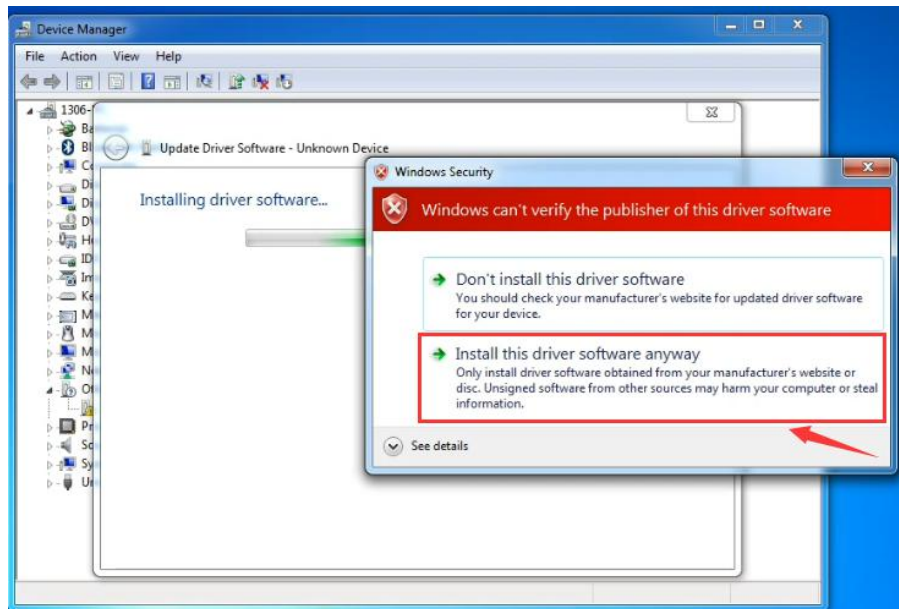 Device Manager
File Action View Help
1306-
Update Driver Software - Unknown Device
Installing driver software...
Windows Security
Windows can't verify the publisher of this driver software
Don't install this driver software
You should check your manufacturer's website for updated driver software
for your device.
Install this driver software anyway
Only install driver software obtained from your manufacturer's website or
disc. Unsigned software from other sources may harm your computer or steal
information.
See details